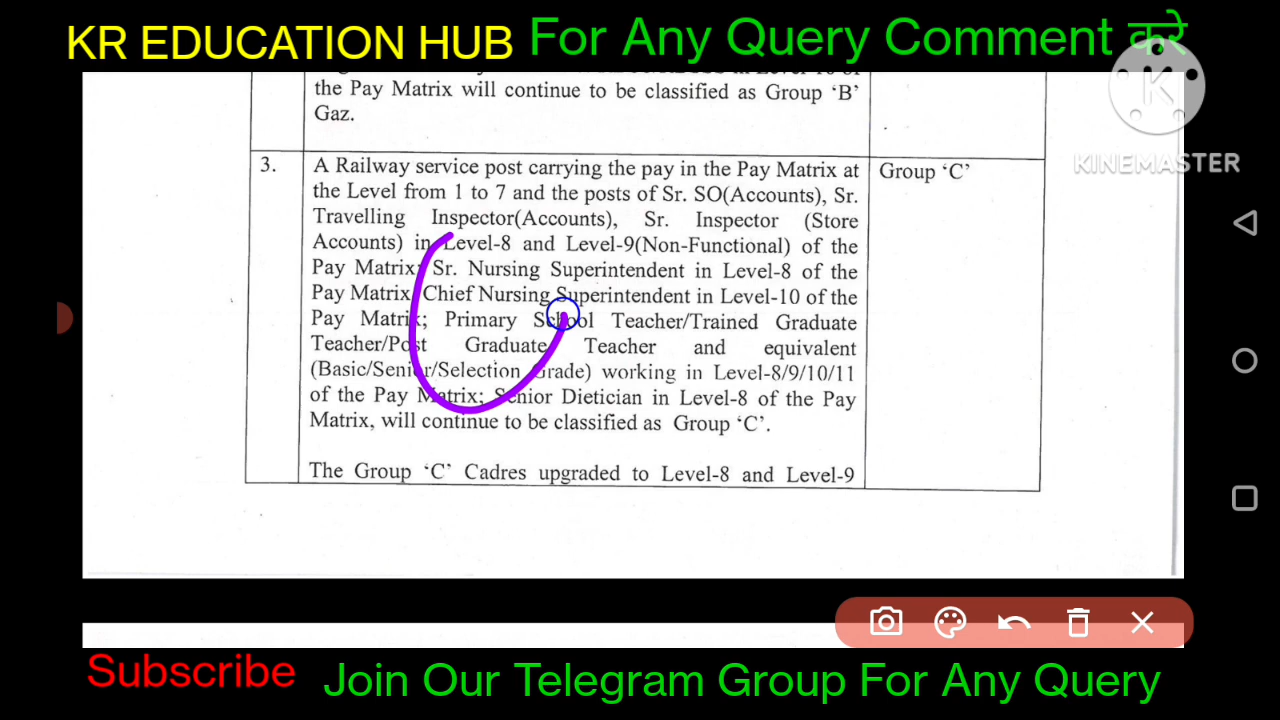 KR EDUCATION HUB For Any Query Comment करे
the Pay Matrix will continue to be classified as Group ‘B’
Gaz.
K
KINEMASTER
3. A Railway service post carrying the pay in the Pay Matrix at Group ‘C’
the Level from 1 to 7 and the posts of Sr. SO(Accounts), Sr.
Travelling Inspector(Accounts), Sr. Inspector (Store
Accounts) in Level-8 and Level-9(Non-Functional) of the
Pay Matrix; Sr. Nursing Superintendent in Level-8 of the
Pay Matrix, Chief Nursing Superintendent in Level-10 of the
Pay Matrix; Primary School Teacher/Trained Graduate
Teacher/Post Graduate Teacher and equivalent
(Basic/Senior/Selection Grade) working in Level-8/9/10/11
of the Pay Matrix; Senior Dietician in Level-8 of the Pay
Matrix, will continue to be classified as Group ‘C’.
The Group ‘C’ Cadres upgraded to Level-8 and Level-9
Subscribe Join Our Telegram Group For Any Query